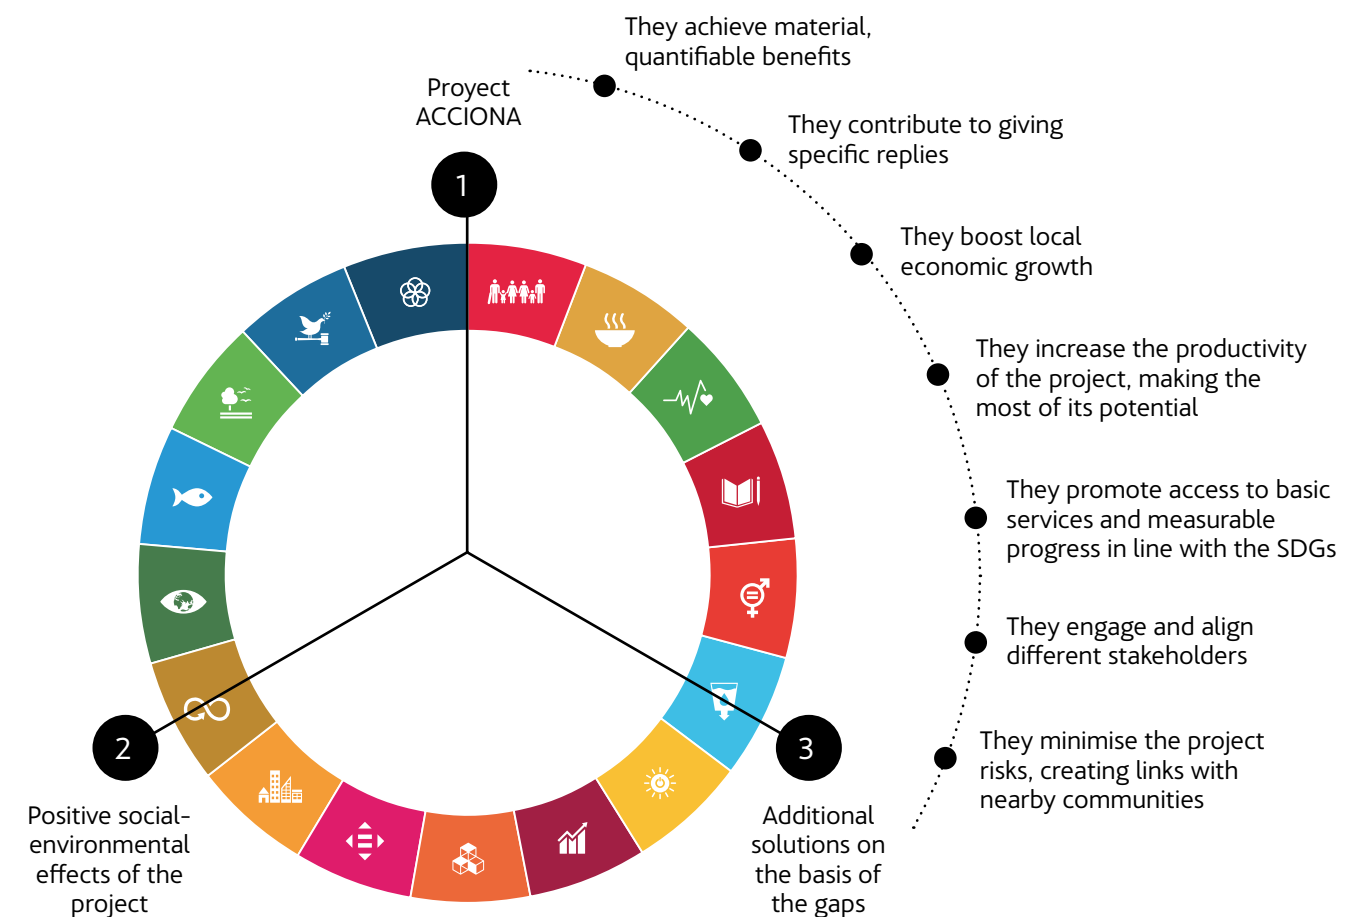 They achieve material,
quantifiable benefits
Proyect
ACCIONA
They contribute to giving
specific replies
1
They boost local
economic growth
They increase the productivity
of the project, making the
most of its potential
They promote access to basic
services and measurable
progress in line with the SDGs
They engage and align
different stakeholders
2
3
They minimise the project
risks, creating links with
nearby communities
Positive social-
environmental
effects of the
project
Additional
solutions on
the basis of
the gaps